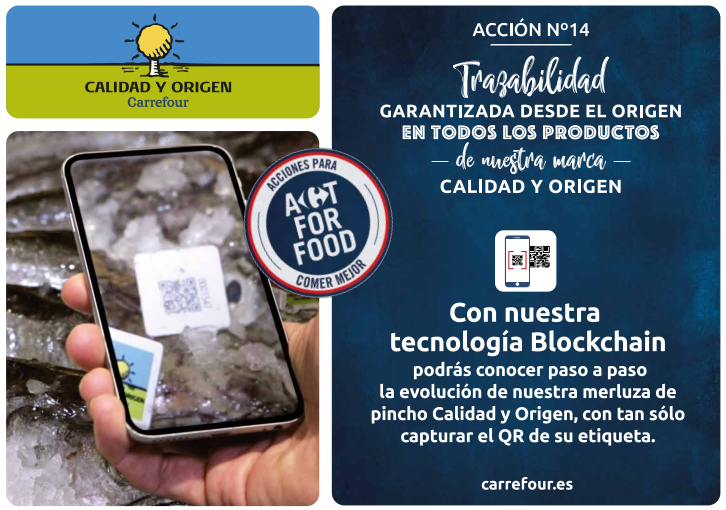 CALIDAD Y ORIGEN
Carrefour
ACCIONES PARA
ACT
FOR
FOOD
COMER MEJOR
ACCIÓN Nº14
Trazabilidad
GARANTIZADA DESDE EL ORIGEN
EN TODOS LOS PRODUCTOS
— de nuestra marca —
CALIDAD Y ORIGEN
Con nuestra
tecnología Blockchain
podrás conocer paso a paso
la evolución de nuestra merluza de
pincho Calidad y Origen, con tan sólo
capturar el QR de su etiqueta.
carrefour.es